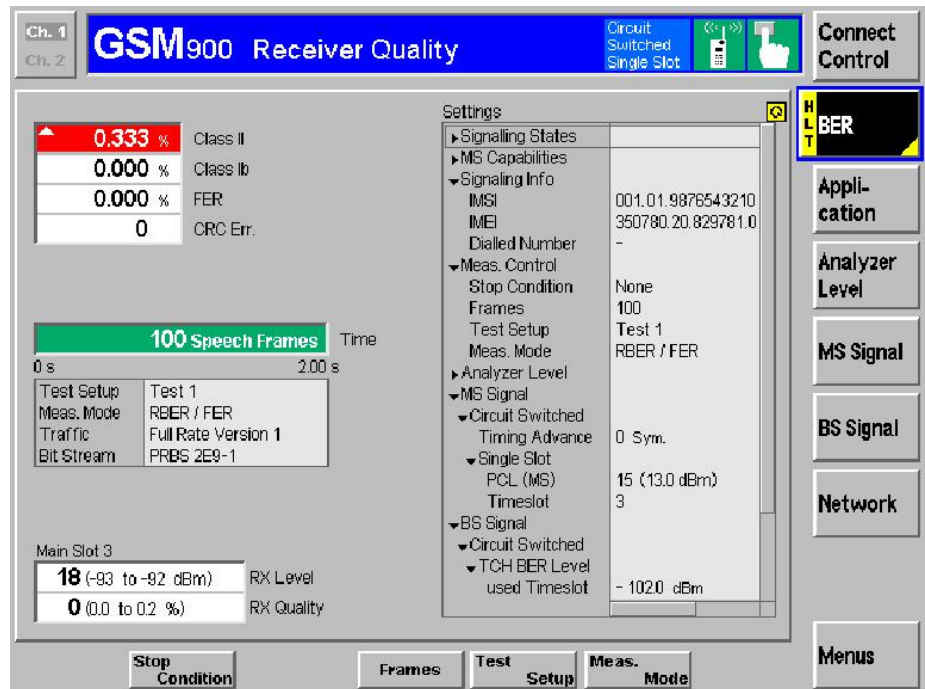 Ch. 1
Ch. 2
GSM900 Receiver Quality
Circuit
Switched
Single Slot
Connect
Control
0.333 % Class II
0.000 % Class Ib
0.000 % FER
0 CRC Err.
100 Speech Frames Time
0 s 2.00 s
Test Setup Test 1
Meas. Mode RBER / FER
Traffic Full Rate Version 1
Bit Stream PRBS 2E9-1
Main Slot 3
18 (-93 to -92 dBm) RX Level
0 (0.0 to 0.2 %) RX Quality
Settings
Signalling States
MS Capabilities
Signaling Info
IMSI 001.01.9876543210
IMEI 350780.20.829781.0
Dialled Number -
Meas. Control
Stop Condition None
Frames 100
Test Setup Test 1
Meas. Mode RBER / FER
Analyzer Level
MS Signal
Circuit Switched
Timing Advance 0 Sym.
Single Slot
PCL (MS) 15 (13.0 dBm)
Timeslot 3
BS Signal
Circuit Switched
TCH BER Level
used Timeslot - 102.0 dBm
HLT
BER
Appli-
cation
Analyzer
Level
MS Signal
BS Signal
Network
Menus
Stop
Condition
Frames
Test
Setup
Meas.
Mode